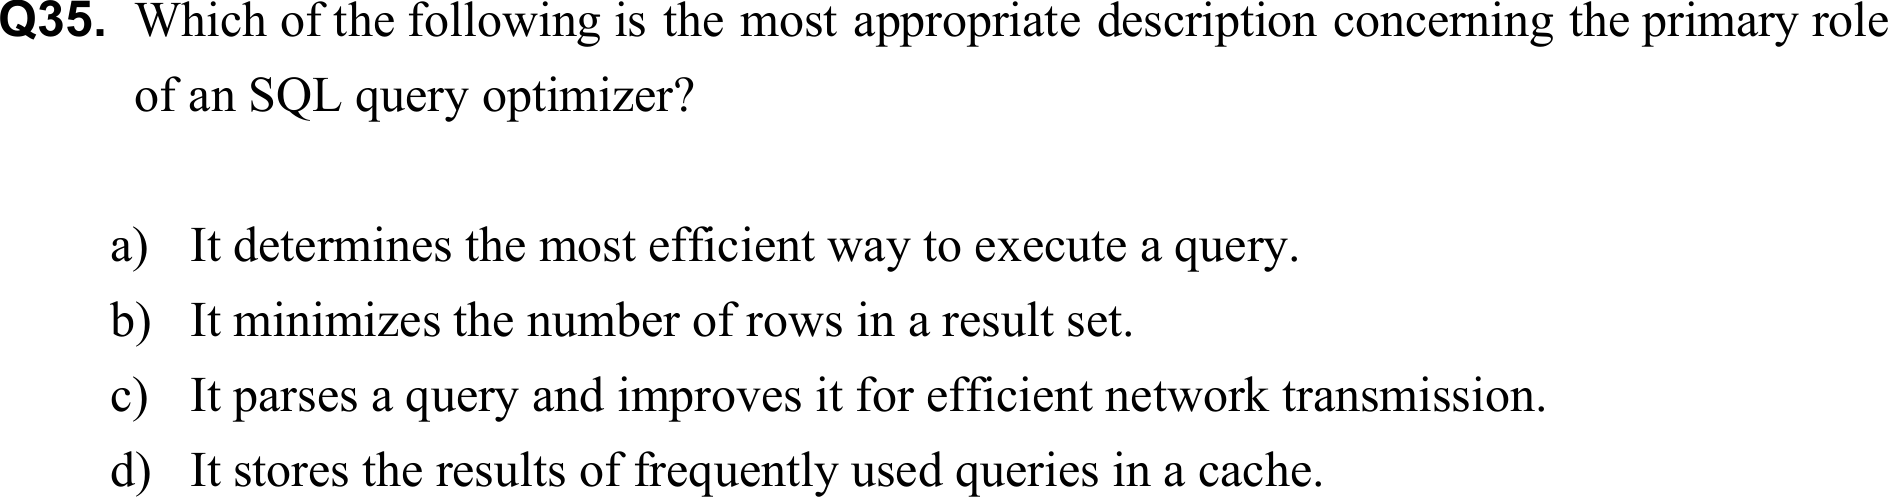 Q35. Which of the following is the most appropriate description concerning the primary role
of an SQL query optimizer?
a) It determines the most efficient way to execute a query.
b) It minimizes the number of rows in a result set.
c) It parses a query and improves it for efficient network transmission.
d) It stores the results of frequently used queries in a cache.